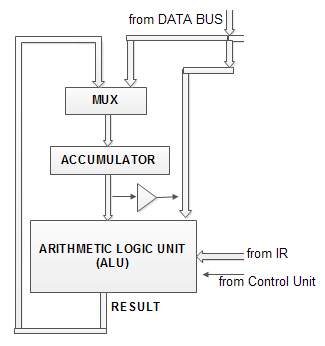 from DATA BUS
MUX
ACCUMULATOR
ARITHMETIC LOGIC UNIT
(ALU)
from IR
from Control Unit
RESULT